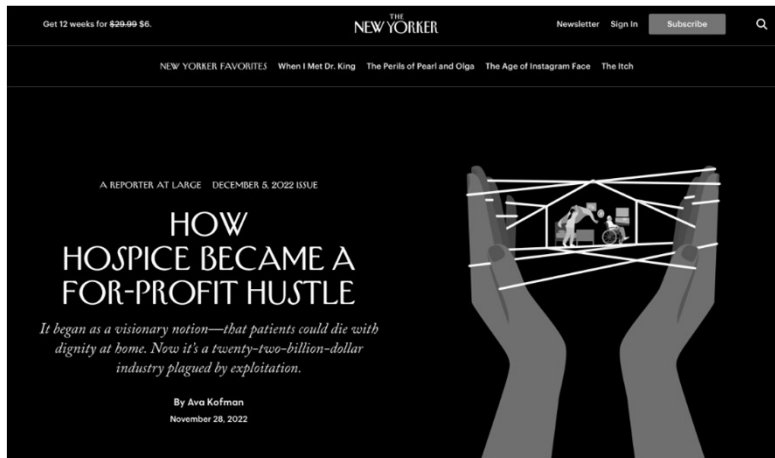 Get 12 weeks for $29.99 $6.
THE
NEW YORKER
Newsletter Sign In Subscribe
NEW YORKER FAVORITES When I Met Dr. King The Perils of Pearl and Olga The Age of Instagram Face The Itch
A REPORTER AT LARGE DECEMBER 5, 2022 ISSUE
HOW
HOSPICE BECAME A
FOR-PROFIT HUSTLE
It began as a visionary notion—that patients could die with
dignity at home. Now it's a twenty-two-billion-dollar
industry plagued by exploitation.
By Ava Kofman
November 28, 2022